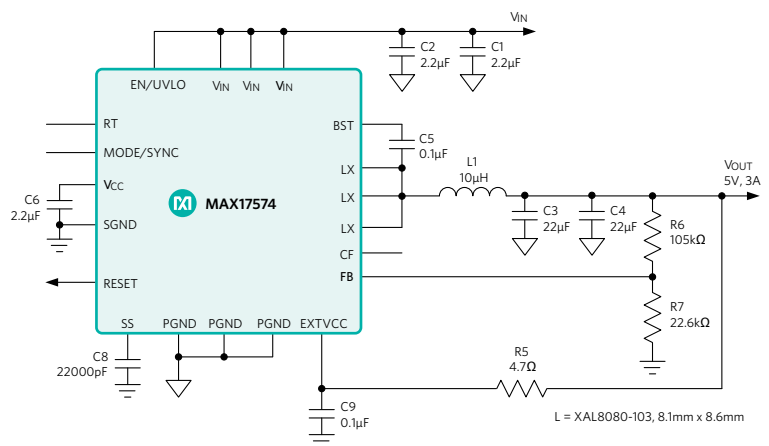 VIN
C2
2.2µF
C1
2.2µF
EN/UVLO
VIN
VIN
VIN
RT
BST
C5
0.1µF
MODE/SYNC
LX
L1
10µH
VOUT
5V, 3A
C6
2.2µF
VCC
MAX17574
LX
C3
22µF
C4
22µF
R6
105kΩ
SGND
LX
CF
RESET
FB
R7
22.6kΩ
SS
PGND
PGND
PGND
EXTVCC
C8
22000pF
R5
4.7Ω
C9
0.1µF
L = XAL8080-103, 8.1mm x 8.6mm